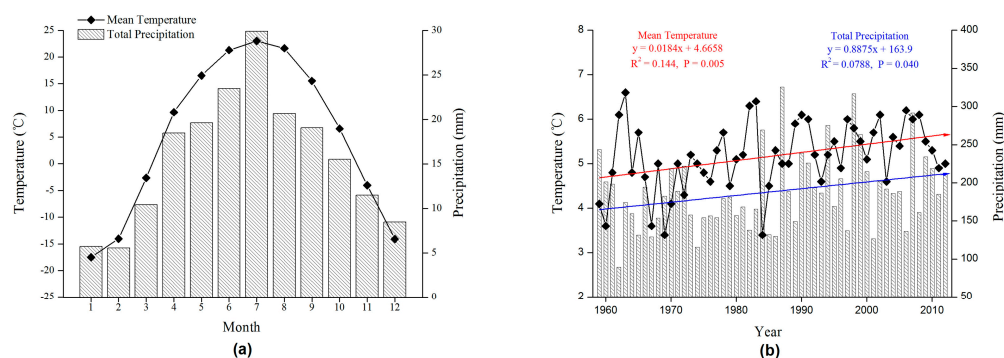 Mean Temperature
Total Precipitation
25
20
15
10
5
0
-5
-10
-15
-20
-25
Temperature (℃)
30
25
20
15
10
5
0
Precipitation (mm)
1 2 3 4 5 6 7 8 9 10 11 12
Month
(a)
Mean Temperature
y = 0.0184x + 4.6658
R² = 0.144, P = 0.005
Total Precipitation
y = 0.8875x + 163.9
R² = 0.0788, P = 0.040
8
7
6
5
4
3
2
Temperature (℃)
400
350
300
250
200
150
100
50
Precipitation (mm)
1960 1970 1980 1990 2000 2010
Year
(b)